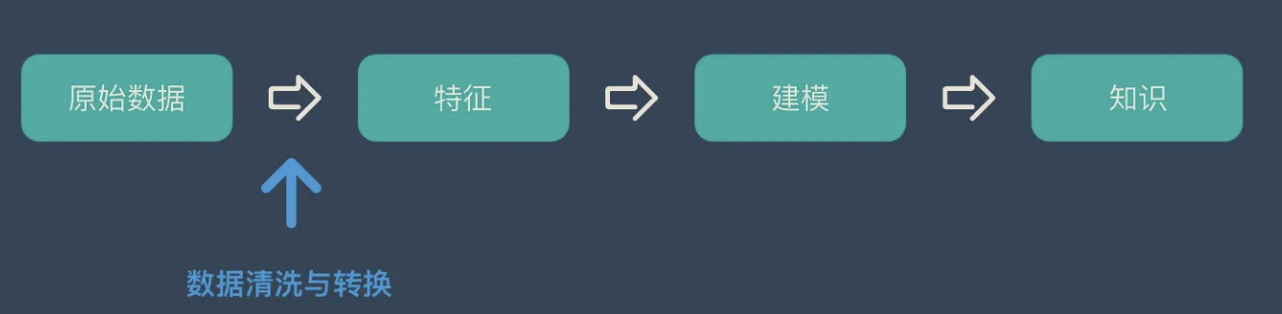 原始数据
特征
建模
知识
数据清洗与转换